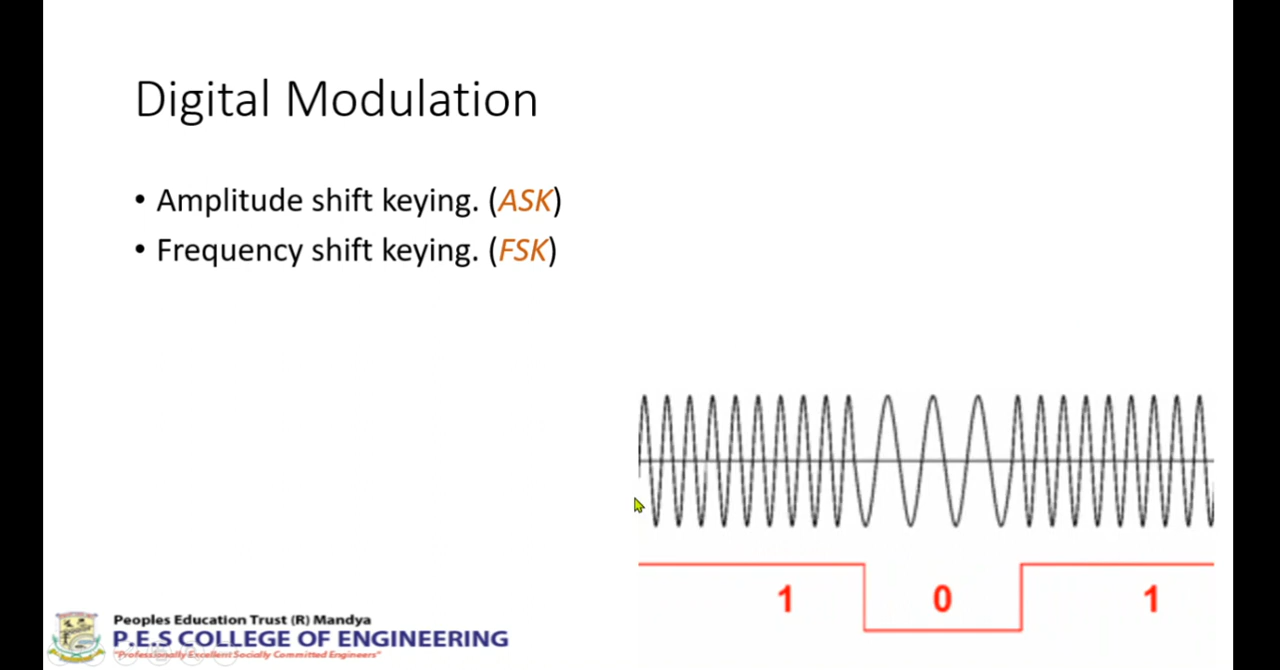 Digital Modulation
• Amplitude shift keying. (ASK)
• Frequency shift keying. (FSK)
1 0 1
Peoples Education Trust (R) Mandya
P.E.S COLLEGE OF ENGINEERING
"Professionally Excellent Socially Committed Engineers"